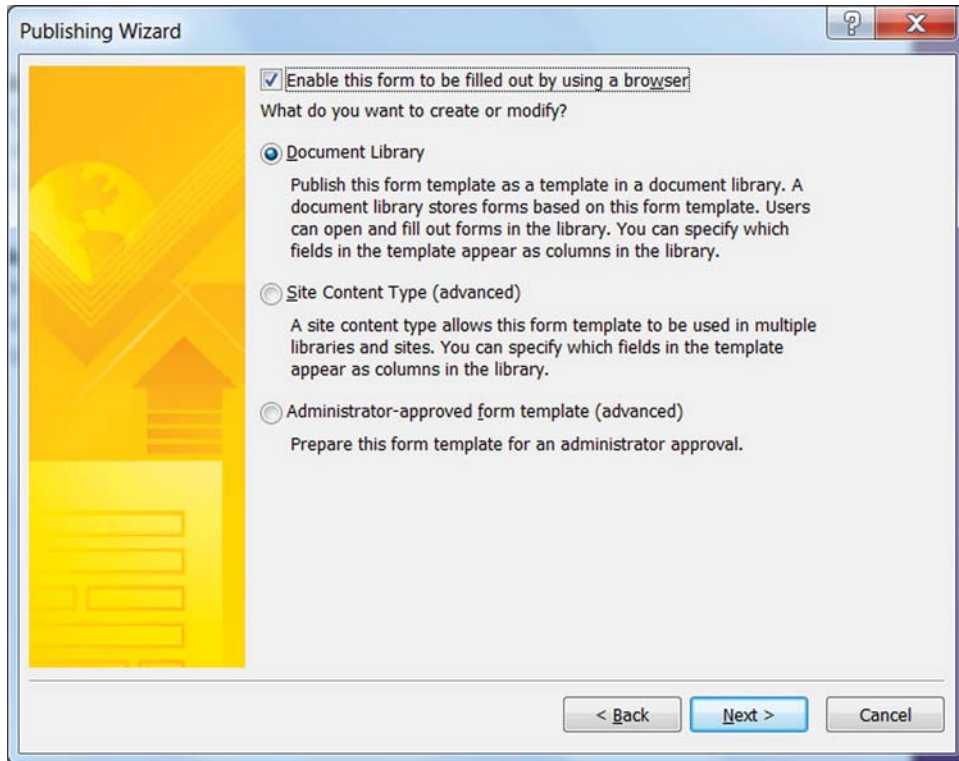 Publishing Wizard
?
X
Enable this form to be filled out by using a browser
What do you want to create or modify?
Document Library
Publish this form template as a template in a document library. A
document library stores forms based on this form template. Users
can open and fill out forms in the library. You can specify which
fields in the template appear as columns in the library.
Site Content Type (advanced)
A site content type allows this form template to be used in multiple
libraries and sites. You can specify which fields in the template
appear as columns in the library.
Administrator-approved form template (advanced)
Prepare this form template for an administrator approval.
< Back Next > Cancel